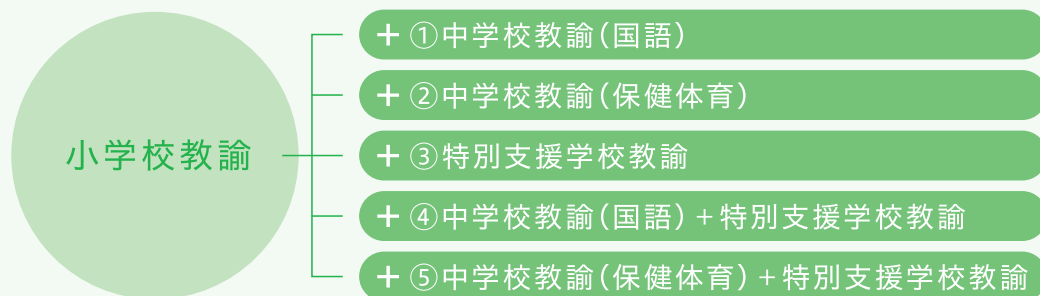 小学校教諭
+ ①中学校教諭(国語)
+ ②中学校教諭(保健体育)
+ ③特別支援学校教諭
+ ④中学校教諭(国語)+特別支援学校教諭
+ ⑤中学校教諭(保健体育)+特別支援学校教諭